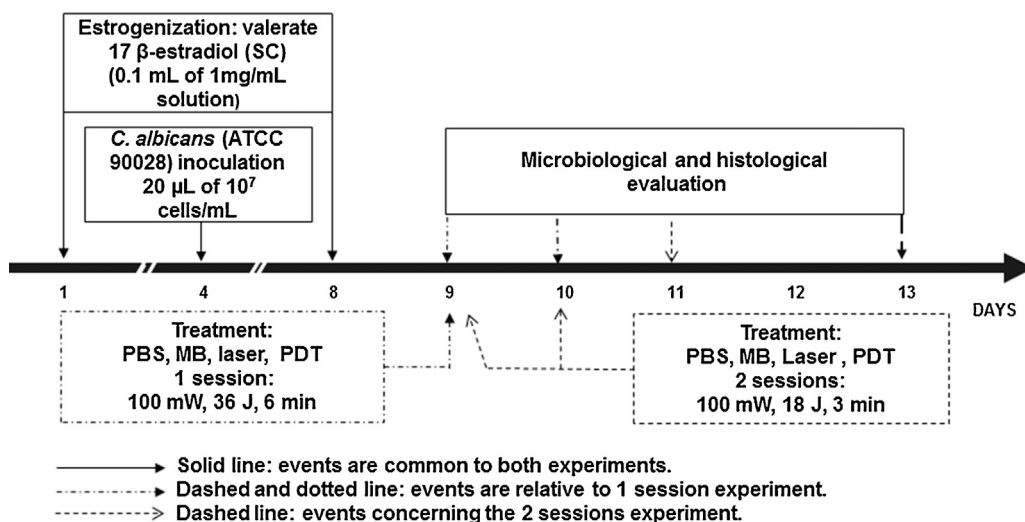 Estrogenization: valerate
17 β-estradiol (SC)
(0.1 mL of 1mg/mL
solution)
C. albicans (ATCC
90028) inoculation
20 µL of 10⁷
cells/mL
Microbiological and histological
evaluation
1 4 8 9 10 11 12 13
DAYS
Treatment:
PBS, MB, laser, PDT
1 session:
100 mW, 36 J, 6 min
Treatment:
PBS, MB, Laser , PDT
2 sessions:
100 mW, 18 J, 3 min
Solid line: events are common to both experiments.
Dashed and dotted line: events are relative to 1 session experiment.
Dashed line: events concerning the 2 sessions experiment.